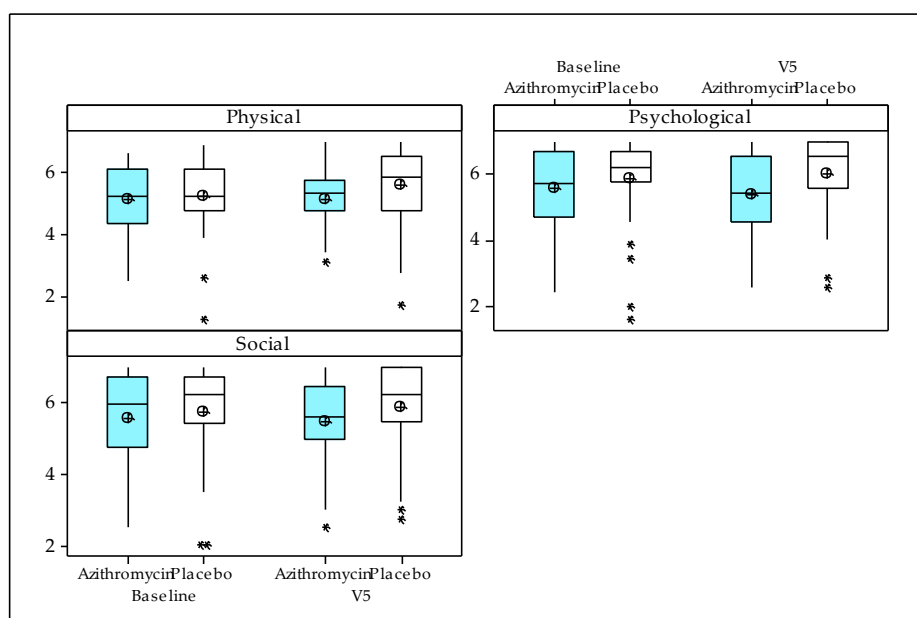 Baseline V5
Azithromycin Placebo Azithromycin Placebo
Physical
Psychological
6
4
2
6
4
2
Social
6
4
2
Azithromycin Placebo Azithromycin Placebo
Baseline V5